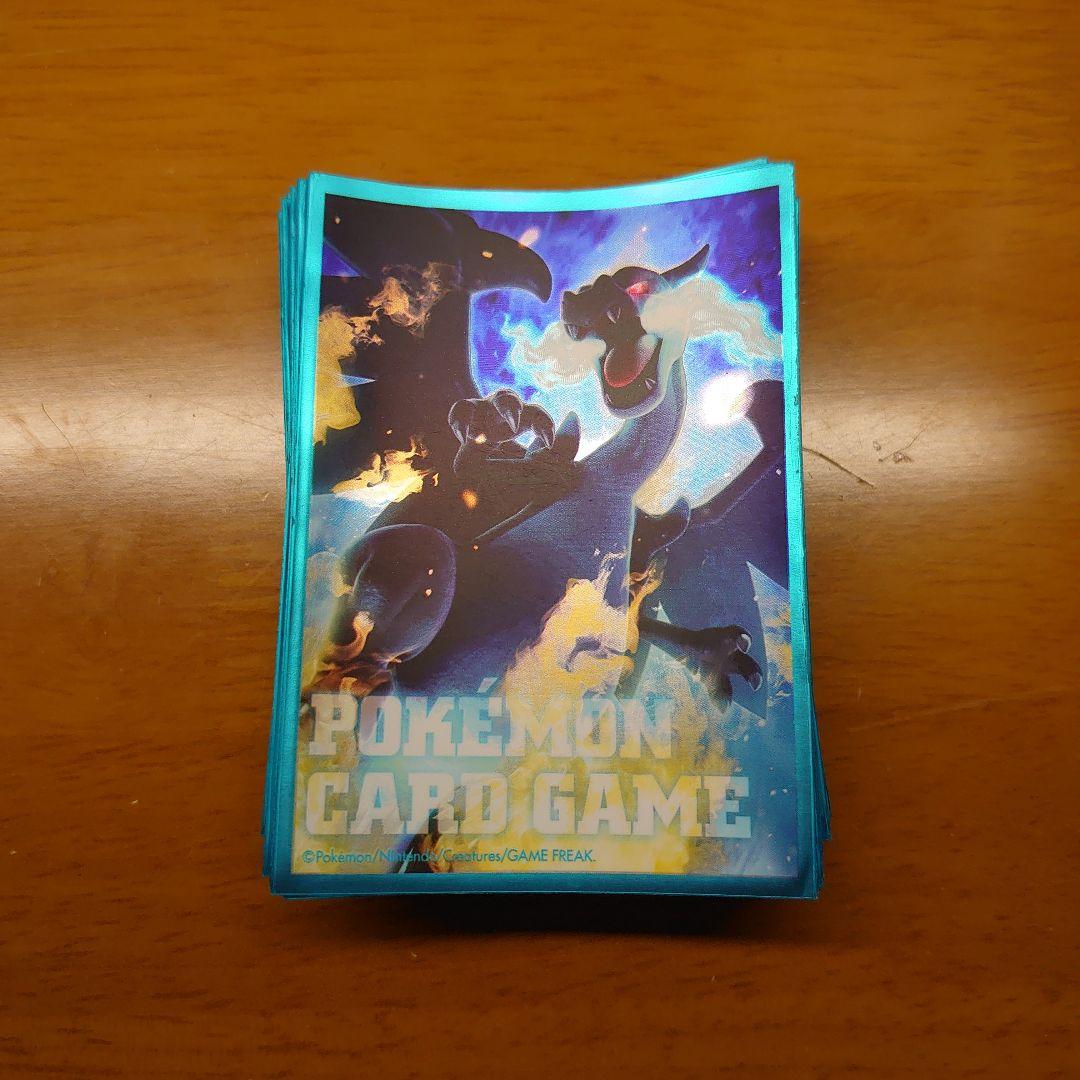 POKÉMON
CARD GAME
©Pokémon/Nintendo/Creatures/GAME FREAK.